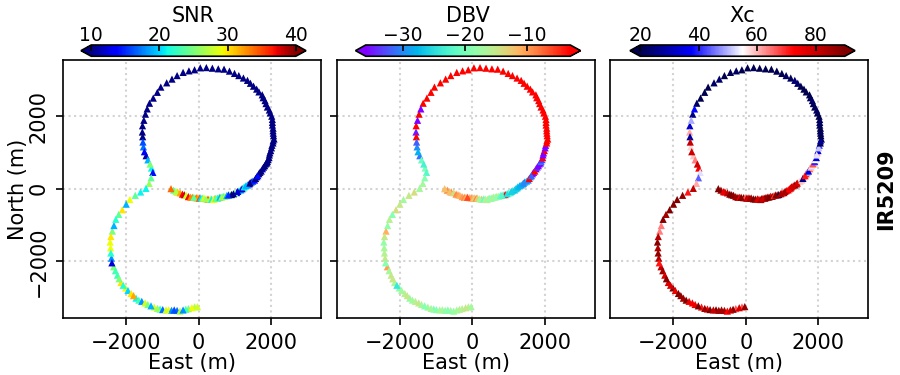 SNR DBV Xc
10 20 30 40 −30 −20 −10 20 40 60 80
North (m)
2000
0
−2000
IR5209
−2000 0 2000 −2000 0 2000 −2000 0 2000
East (m) East (m) East (m)